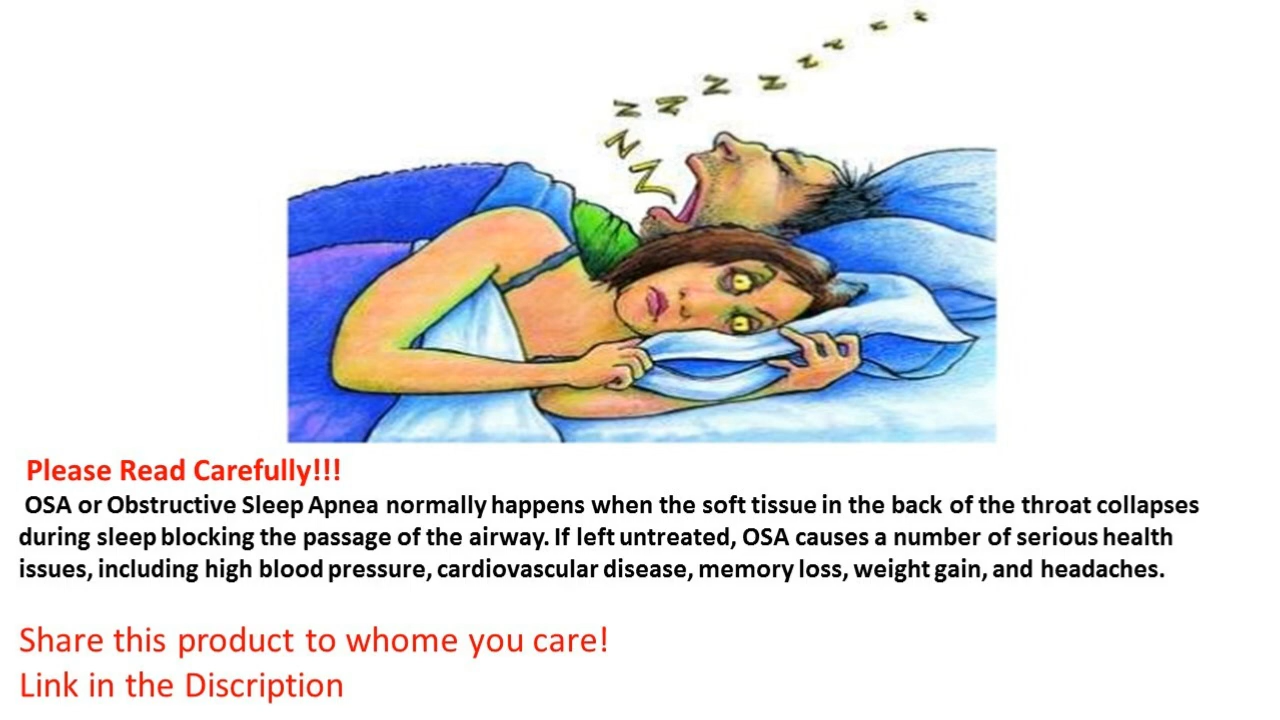 Z Z Z Z Z Z Z Z Z Z
Please Read Carefully!!!
OSA or Obstructive Sleep Apnea normally happens when the soft tissue in the back of the throat collapses
during sleep blocking the passage of the airway. If left untreated, OSA causes a number of serious health
issues, including high blood pressure, cardiovascular disease, memory loss, weight gain, and headaches.
Share this product to whome you care!
Link in the Discription